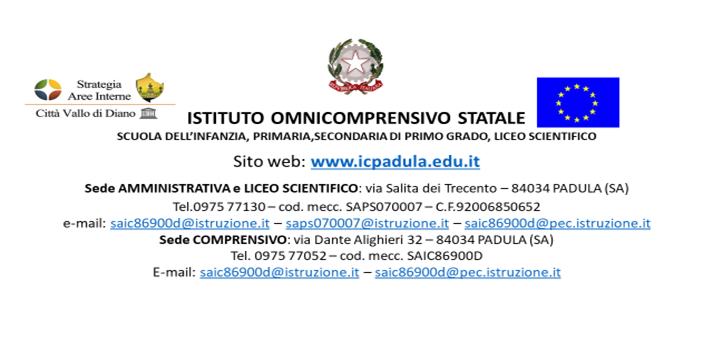 Strategia
Aree Interne
Città Vallo di Diano
ISTITUTO OMNICOMPRENSIVO STATALE
SCUOLA DELL'INFANZIA, PRIMARIA,SECONDARIA DI PRIMO GRADO, LICEO SCIENTIFICO
Sito web: www.icpadula.edu.it
Sede AMMINISTRATIVA e LICEO SCIENTIFICO: via Salita dei Trecento – 84034 PADULA (SA)
Tel.0975 77130 – cod. mecc. SAPS070007 – C.F.92006850652
e-mail: saic86900d@istruzione.it – saps070007@istruzione.it – saic86900d@pec.istruzione.it
Sede COMPRENSIVO: via Dante Alighieri 32 – 84034 PADULA (SA)
Tel. 0975 77052 – cod. mecc. SAIC86900D
E-mail: saic86900d@istruzione.it – saic86900d@pec.istruzione.it